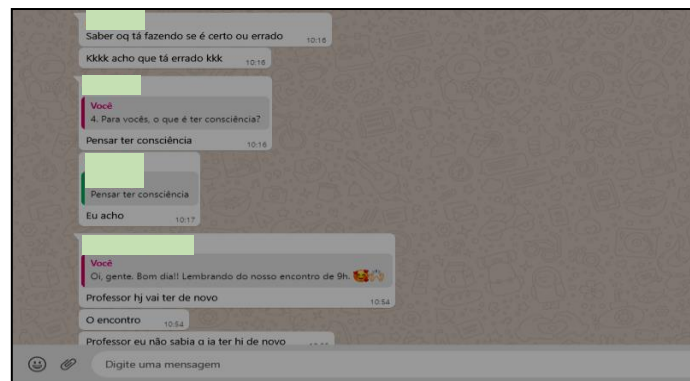 Saber oq tá fazendo se é certo ou errado 10:16
Kkkk acho que tá errado kkk 10:16
Você
4. Para vocês, o que é ter consciência?
Pensar ter consciência 10:16
Pensar ter consciência
Eu acho 10:17
Você
Oi, gente. Bom dia!! Lembrando do nosso encontro de 9h. 🥰🙌🏻
Professor hj vai ter de novo 10:54
O encontro 10:54
Professor eu não sabia q ia ter hj de novo
Digite uma mensagem